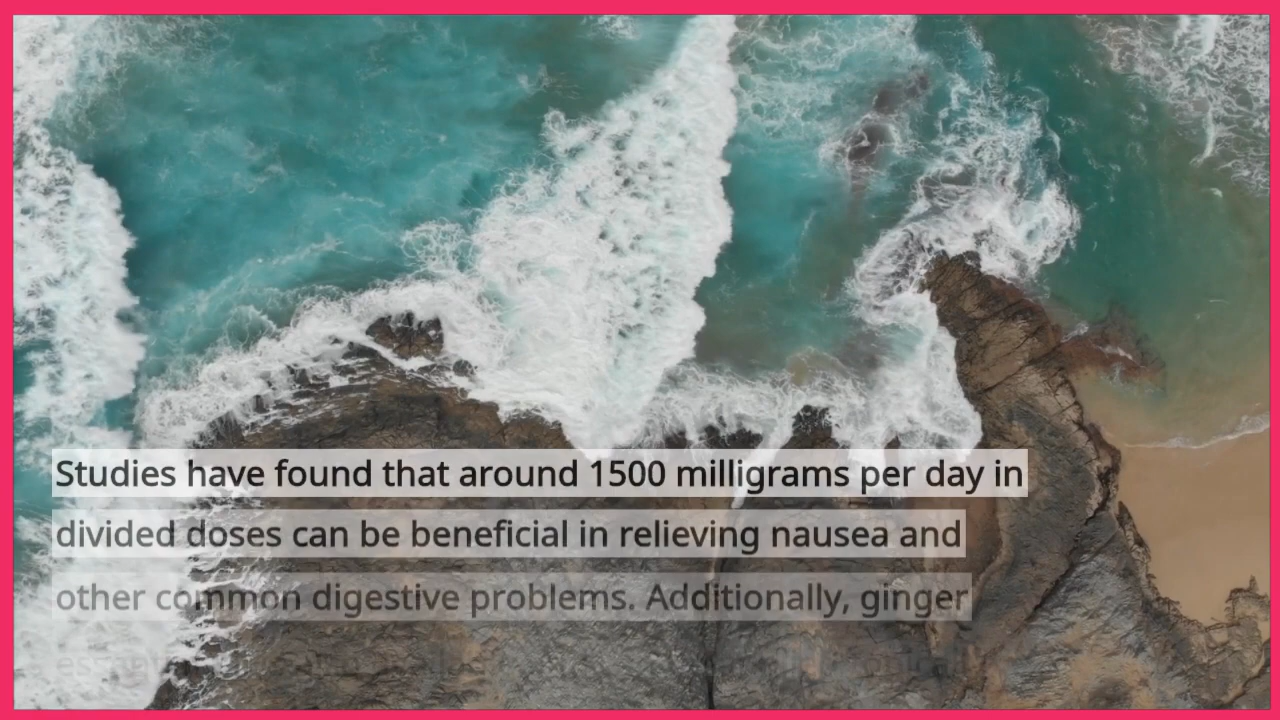 Studies have found that around 1500 milligrams per day in
divided doses can be beneficial in relieving nausea and
other common digestive problems. Additionally, ginger